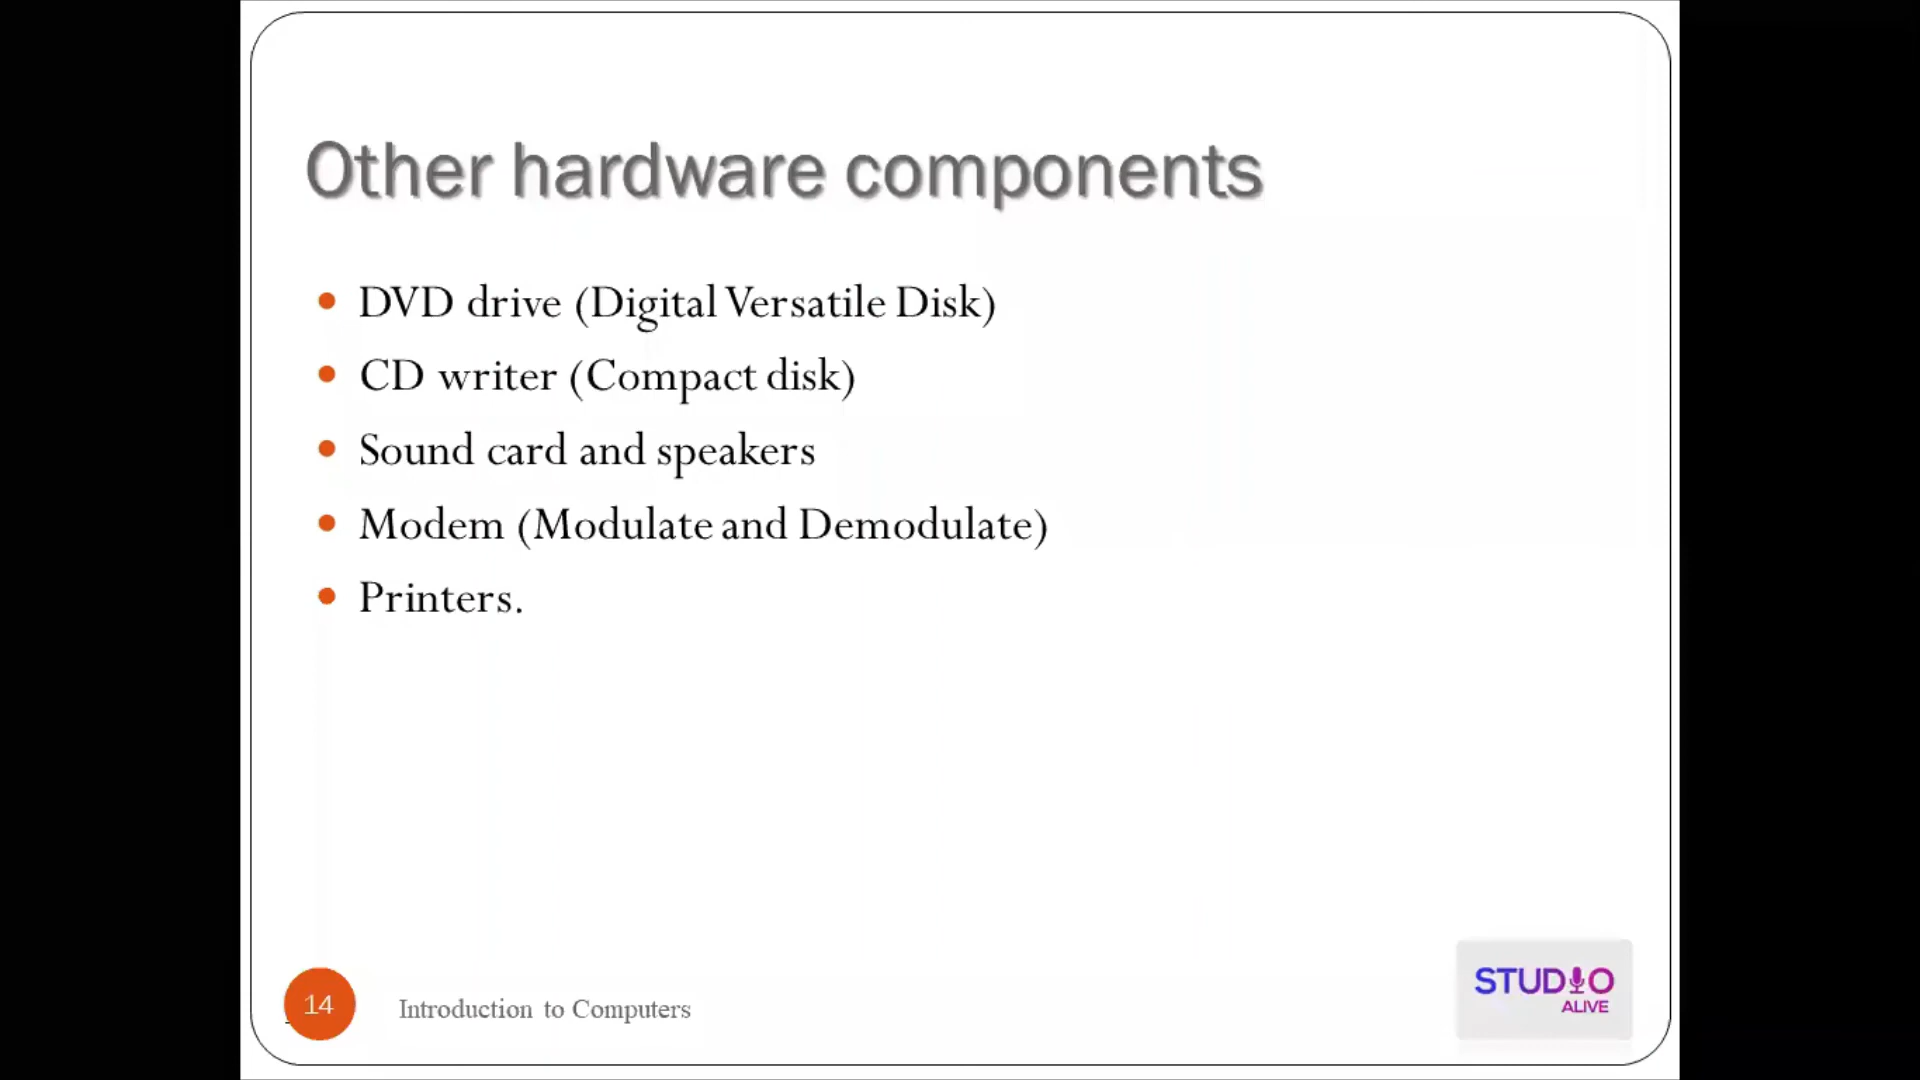 Other hardware components
DVD drive (Digital Versatile Disk)
CD writer (Compact disk)
Sound card and speakers
Modem (Modulate and Demodulate)
Printers.
14
Introduction to Computers
STUDIO
ALIVE